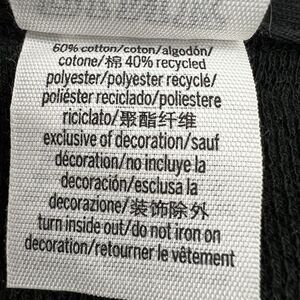 60% cotton/coton/algodón/
cotone/棉 40% recycled
polyester/polyester recyclé/
poliéster reciclado/poliestere
riciclato/聚酯纤维
exclusive of decoration/sauf
décoration/no incluye la
decoración/esclusa la
decorazione/装饰除外
turn inside out/do not iron on
decoration/retourner le vêtement